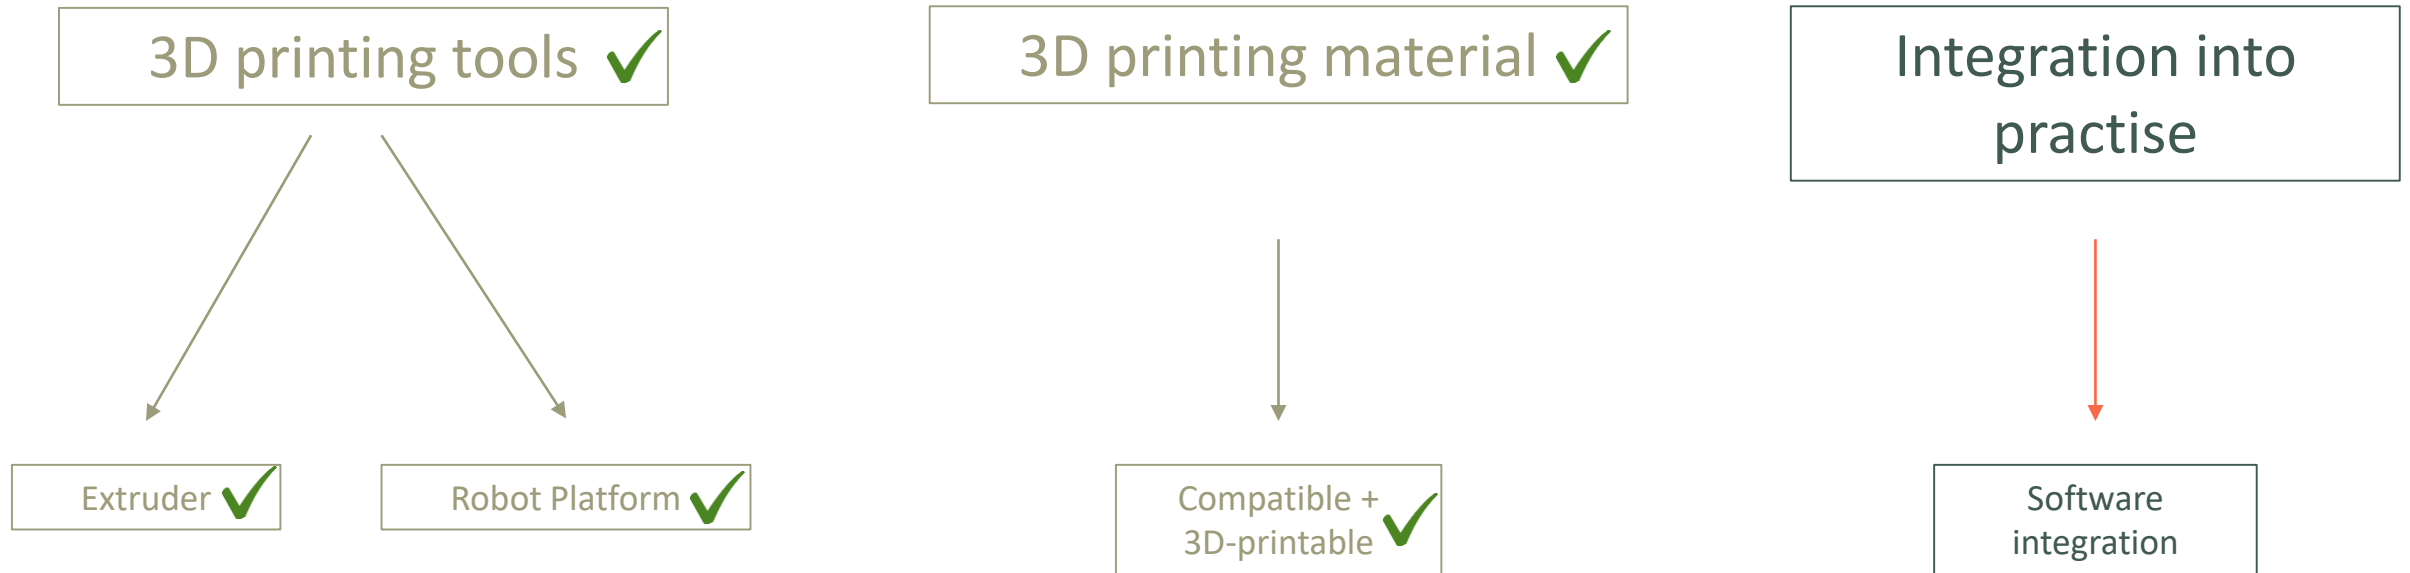 3D printing tools
3D printing material
Integration into
practise
Extruder
Robot Platform
Compatible +
3D-printable
Software
integration